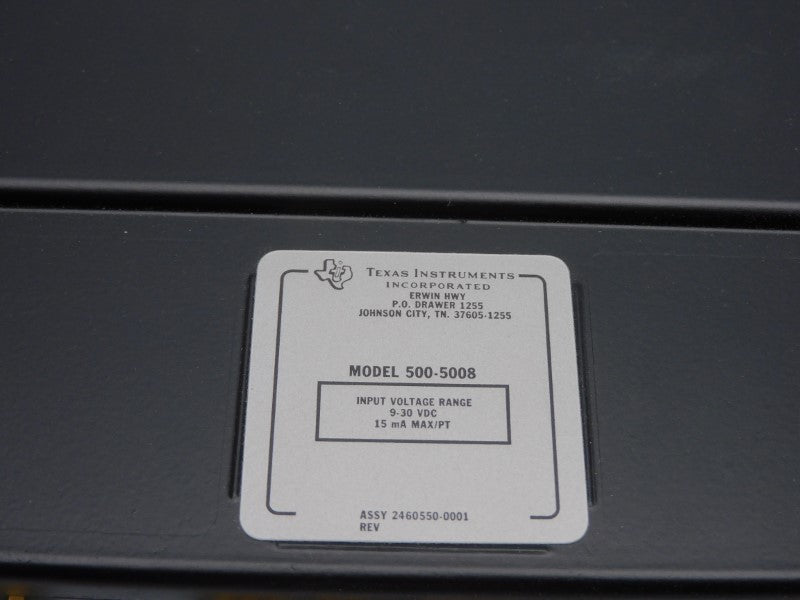 TEXAS INSTRUMENTS
INCORPORATED
ERWIN HWY
P.O. DRAWER 1255
JOHNSON CITY, TN. 37605-1255
MODEL 500-5008
INPUT VOLTAGE RANGE
9-30 VDC
15 mA MAX/PT
ASSY 2460550-0001
REV